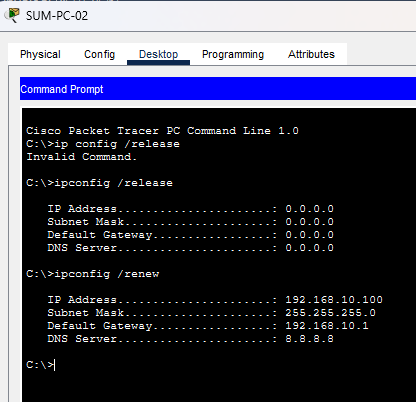 SUM-PC-02
Physical Config Desktop Programming Attributes
Command Prompt
Cisco Packet Tracer PC Command Line 1.0
C:\>ip config /release
Invalid Command.
C:\>ipconfig /release
IP Address......................: 0.0.0.0
Subnet Mask.....................: 0.0.0.0
Default Gateway.................: 0.0.0.0
DNS Server......................: 0.0.0.0
C:\>ipconfig /renew
IP Address......................: 192.168.10.100
Subnet Mask.....................: 255.255.255.0
Default Gateway.................: 192.168.10.1
DNS Server......................: 8.8.8.8
C:\>